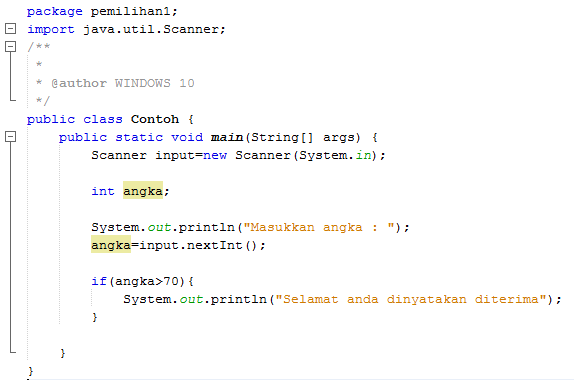 package pemilihan1;
import java.util.Scanner;
/**
 *
 * @author WINDOWS 10
 */
public class Contoh {
    public static void main(String[] args) {
        Scanner input=new Scanner(System.in);

        int angka;

        System.out.println("Masukkan angka : ");
        angka=input.nextInt();

        if(angka>70){
            System.out.println("Selamat anda dinyatakan diterima");
        }

    }
}